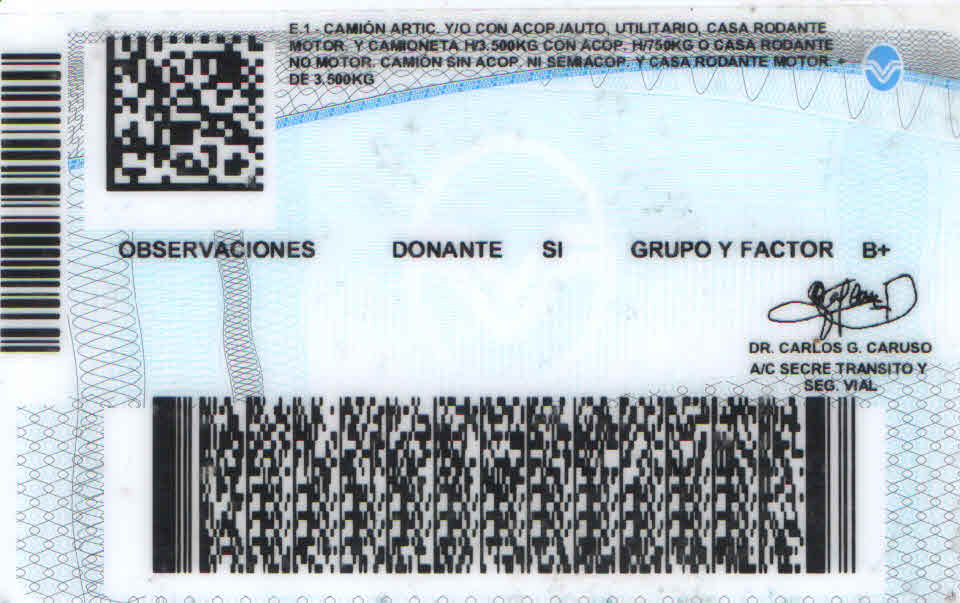 E.1 - CAMIÓN ARTIC. Y/O CON ACOP./AUTO, UTILITARIO, CASA RODANTE
MOTOR. Y CAMIONETA H/3.500KG CON ACOP. H/750KG O CASA RODANTE
NO MOTOR. CAMIÓN SIN ACOP. NI SEMIACOP. Y CASA RODANTE MOTOR. +
DE 3.500KG
OBSERVACIONES DONANTE SI GRUPO Y FACTOR B+
DR. CARLOS G. CARUSO
A/C SECRE TRANSITO Y
SEG. VIAL